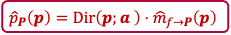 p̂_P(p) = Dir(p; a) · m̂_{f→P}(p)